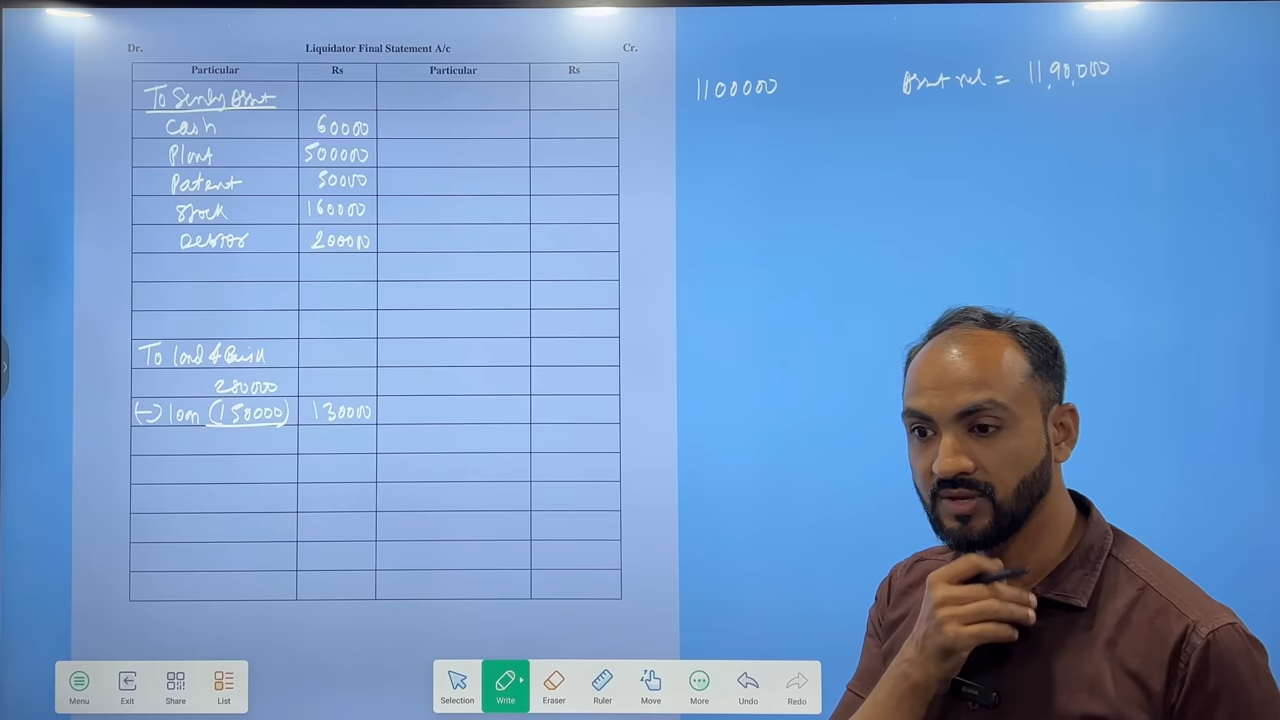 Dr. Liquidator Final Statement A/c Cr.
Particular Rs Particular Rs
To Sundry Asset
Cash 60000
Plant 500000
Patent 50000
Stock 160000
Debtor 200000
To Land & Build
280000
(-) loan (150000) 130000
1100000
Asset rel = 11,90,000
Menu Exit Share List
Selection Write Eraser Ruler Move More Undo Redo